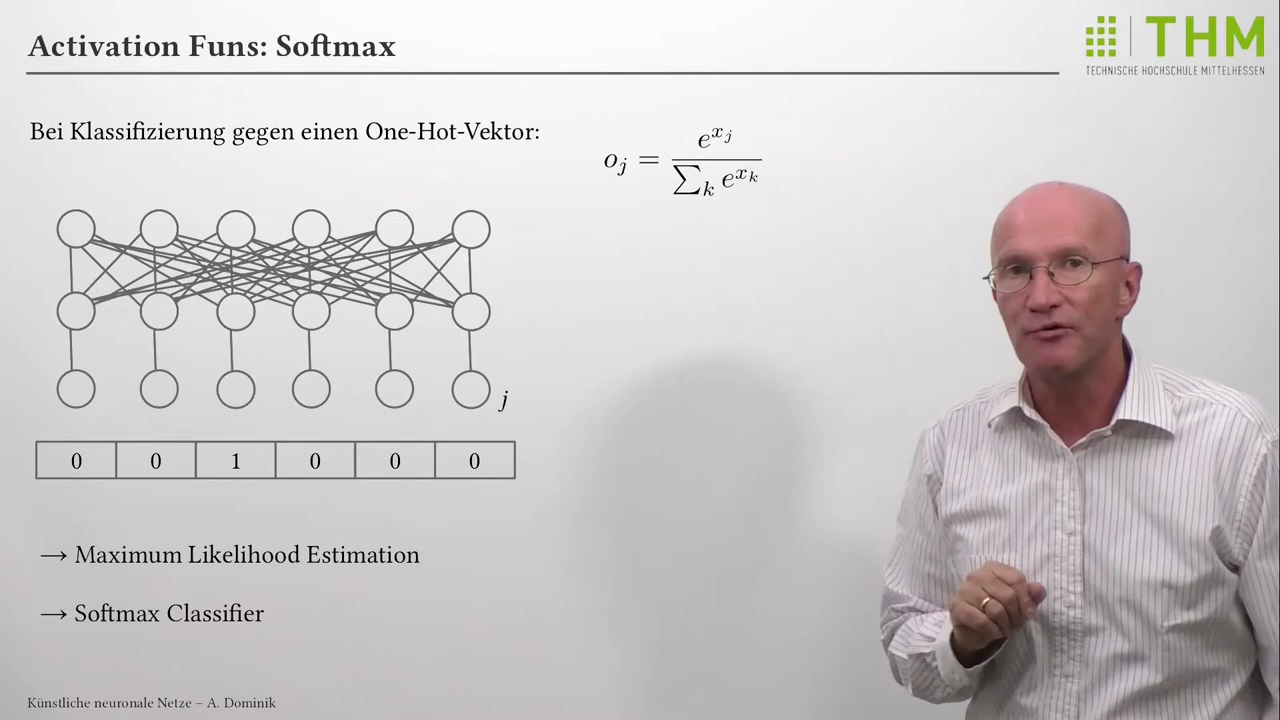 Activation Funs: Softmax
THM
TECHNISCHE HOCHSCHULE MITTELHESSEN
Bei Klassifizierung gegen einen One-Hot-Vektor:
o_j = e^{x_j} / ∑_k e^{x_k}
j
0 0 1 0 0 0
→ Maximum Likelihood Estimation
→ Softmax Classifier
Künstliche neuronale Netze – A. Dominik